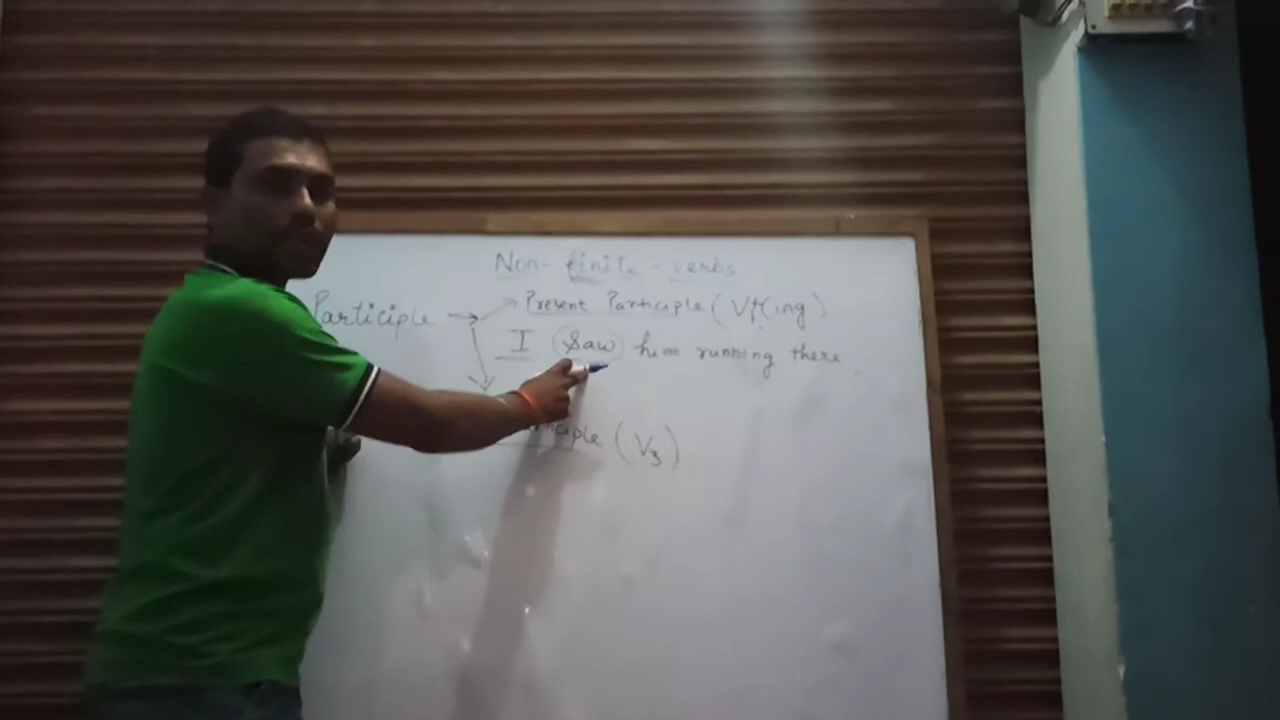 Non-finite-verbs
Participle → Present Participle (V1+ing)
I Saw him running there
(V3)